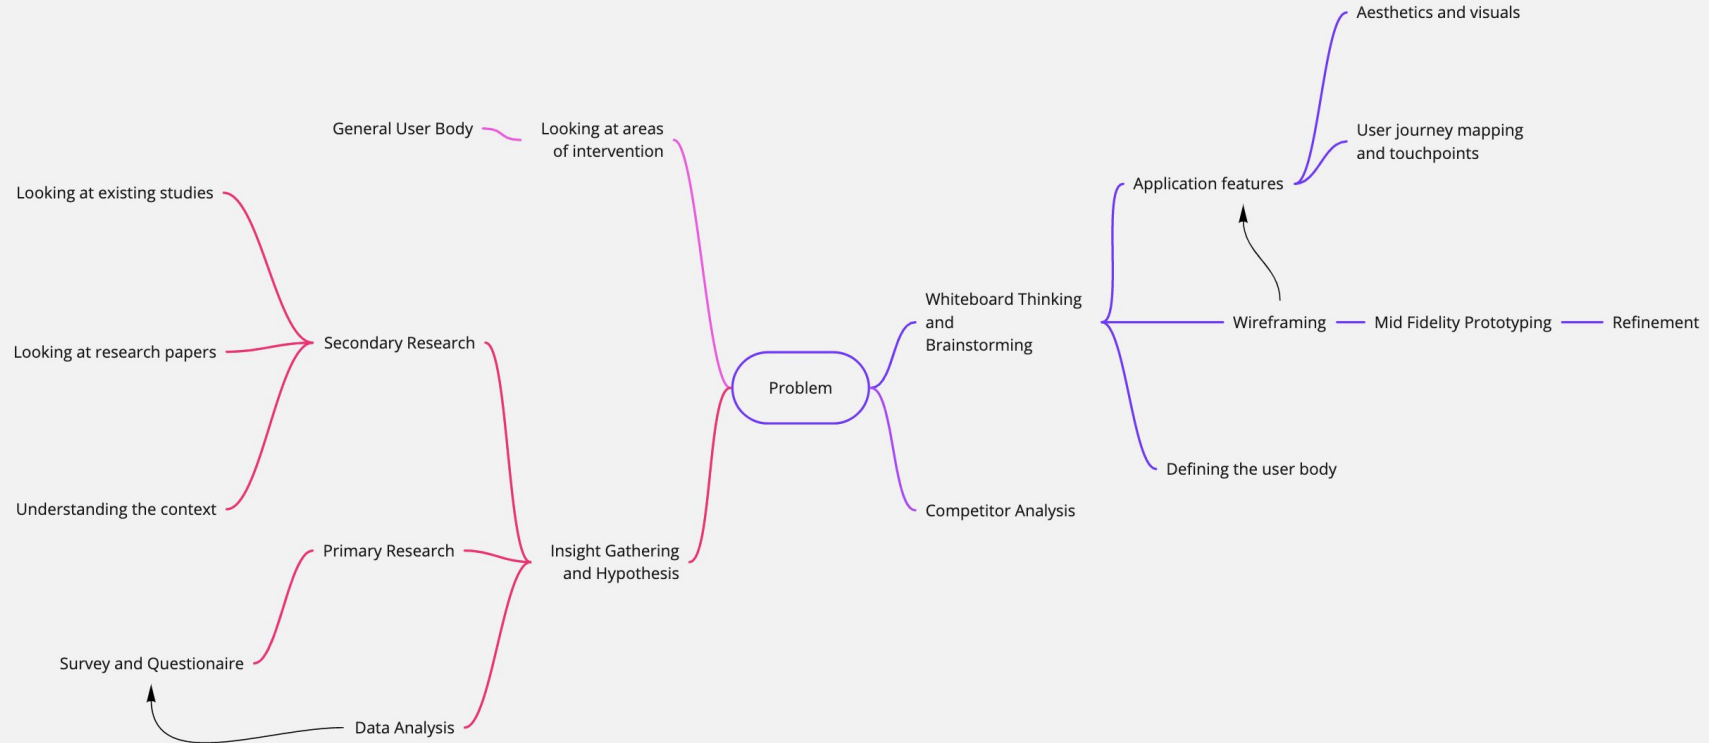 Aesthetics and visuals
General User Body
Looking at areas
of intervention
User journey mapping
and touchpoints
Looking at existing studies
Application features
Whiteboard Thinking
and
Brainstorming
Wireframing
Mid Fidelity Prototyping
Refinement
Looking at research papers
Secondary Research
Problem
Defining the user body
Understanding the context
Competitor Analysis
Primary Research
Insight Gathering
and Hypothesis
Survey and Questionaire
Data Analysis